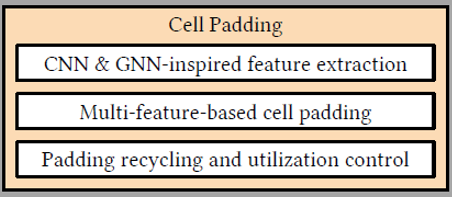 Cell Padding
CNN & GNN-inspired feature extraction
Multi-feature-based cell padding
Padding recycling and utilization control